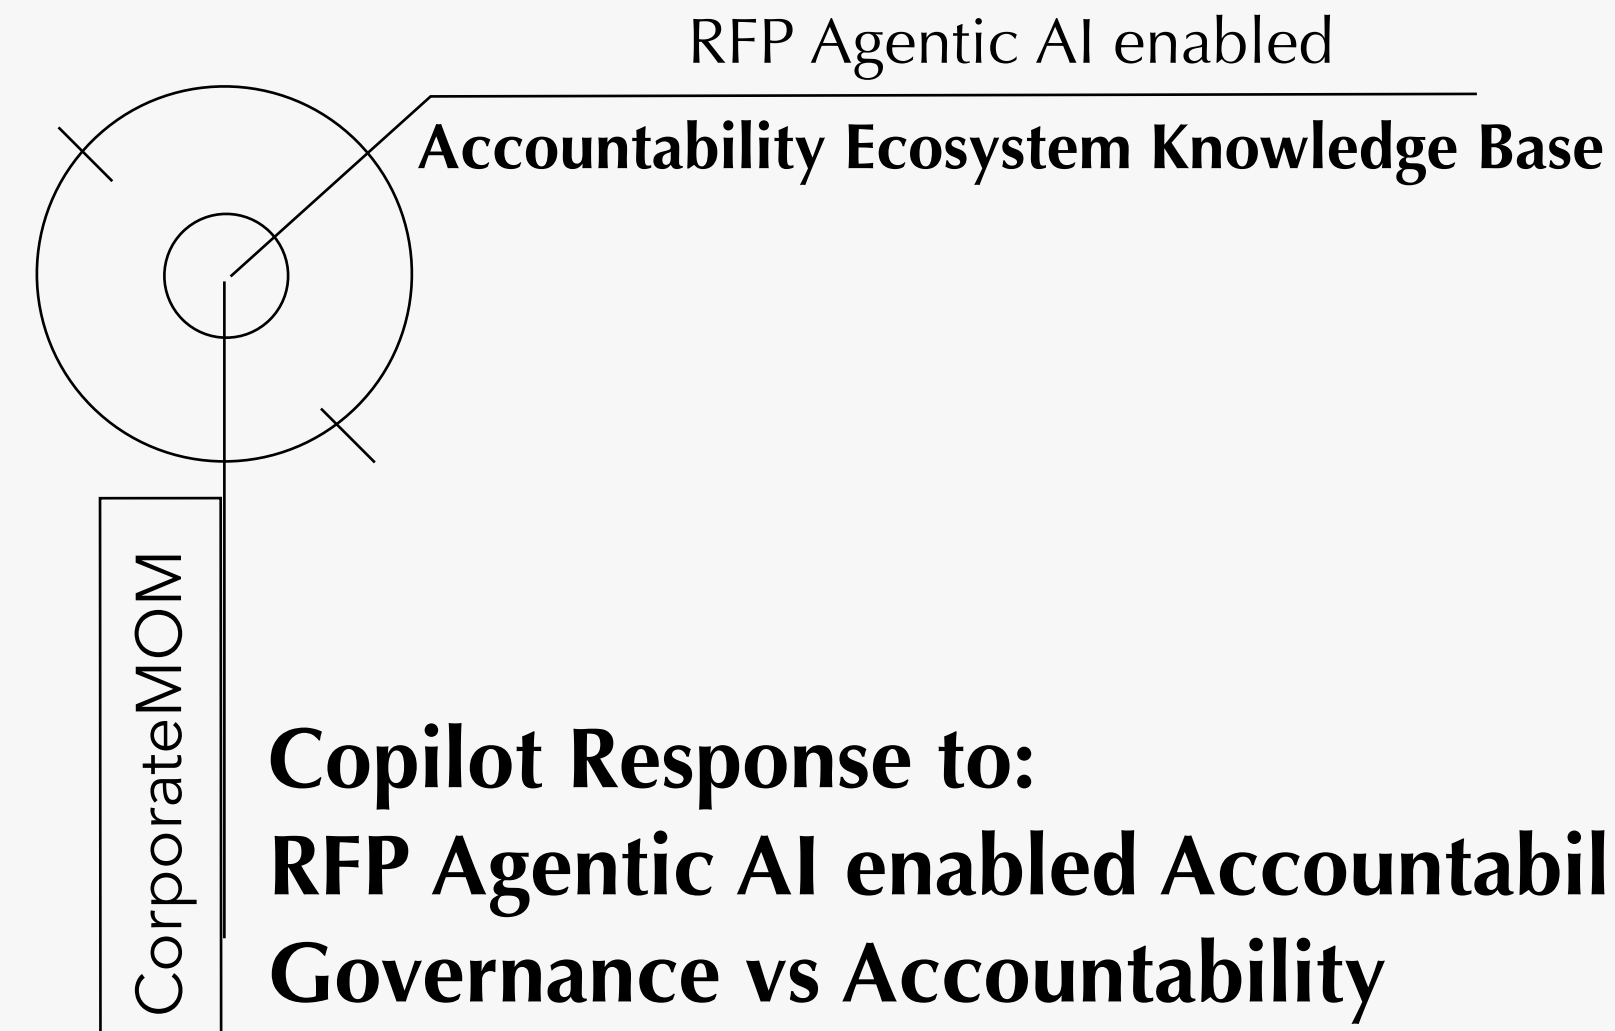 RFP Agentic AI enabled
Accountability Ecosystem Knowledge Base
CorporateMOM
Copilot Response to:
RFP Agentic AI enabled Accountabil
Governance vs Accountability